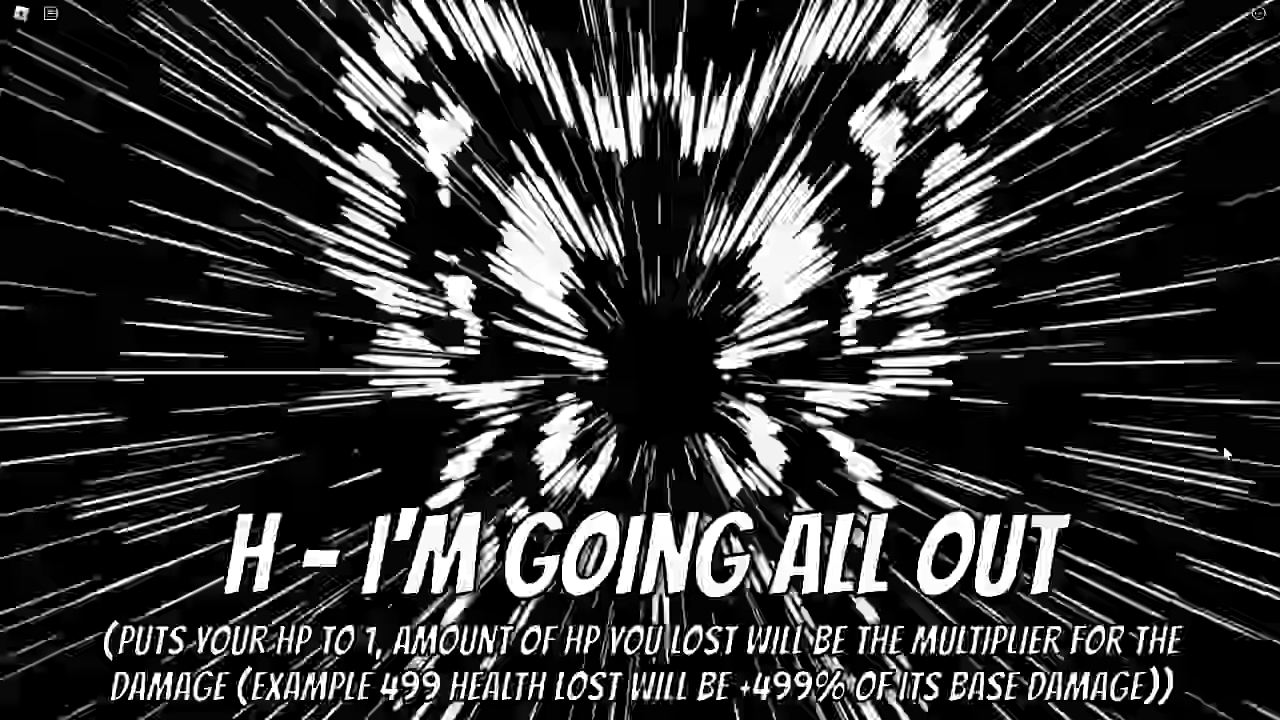 H - I'M GOING ALL OUT
(PUTS YOUR HP TO 1, AMOUNT OF HP YOU LOST WILL BE THE MULTIPLIER FOR THE
DAMAGE (EXAMPLE 499 HEALTH LOST WILL BE +499% OF ITS BASE DAMAGE))